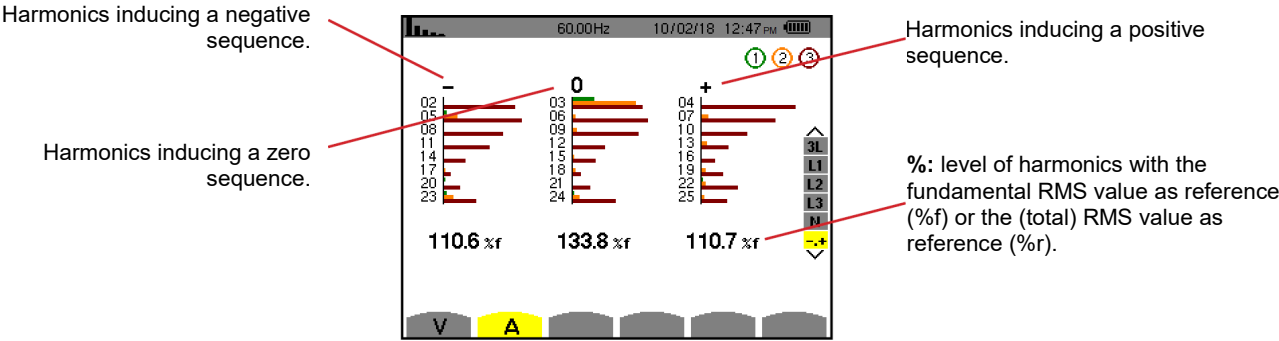 Harmonics inducing a negative
sequence.
Harmonics inducing a zero
sequence.
60.00Hz 10/02/18 12:47 PM
1 2 3
– 0 +
02 03 04
05 06 07
08 09 10
11 12 13
14 15 16
17 18 19
20 21 22
23 24 25
110.6 %f 133.8 %f 110.7 %f
3L
L1
L2
L3
N
-.+
V A
Harmonics inducing a positive
sequence.
%: level of harmonics with the
fundamental RMS value as reference
(%f) or the (total) RMS value as
reference (%r).